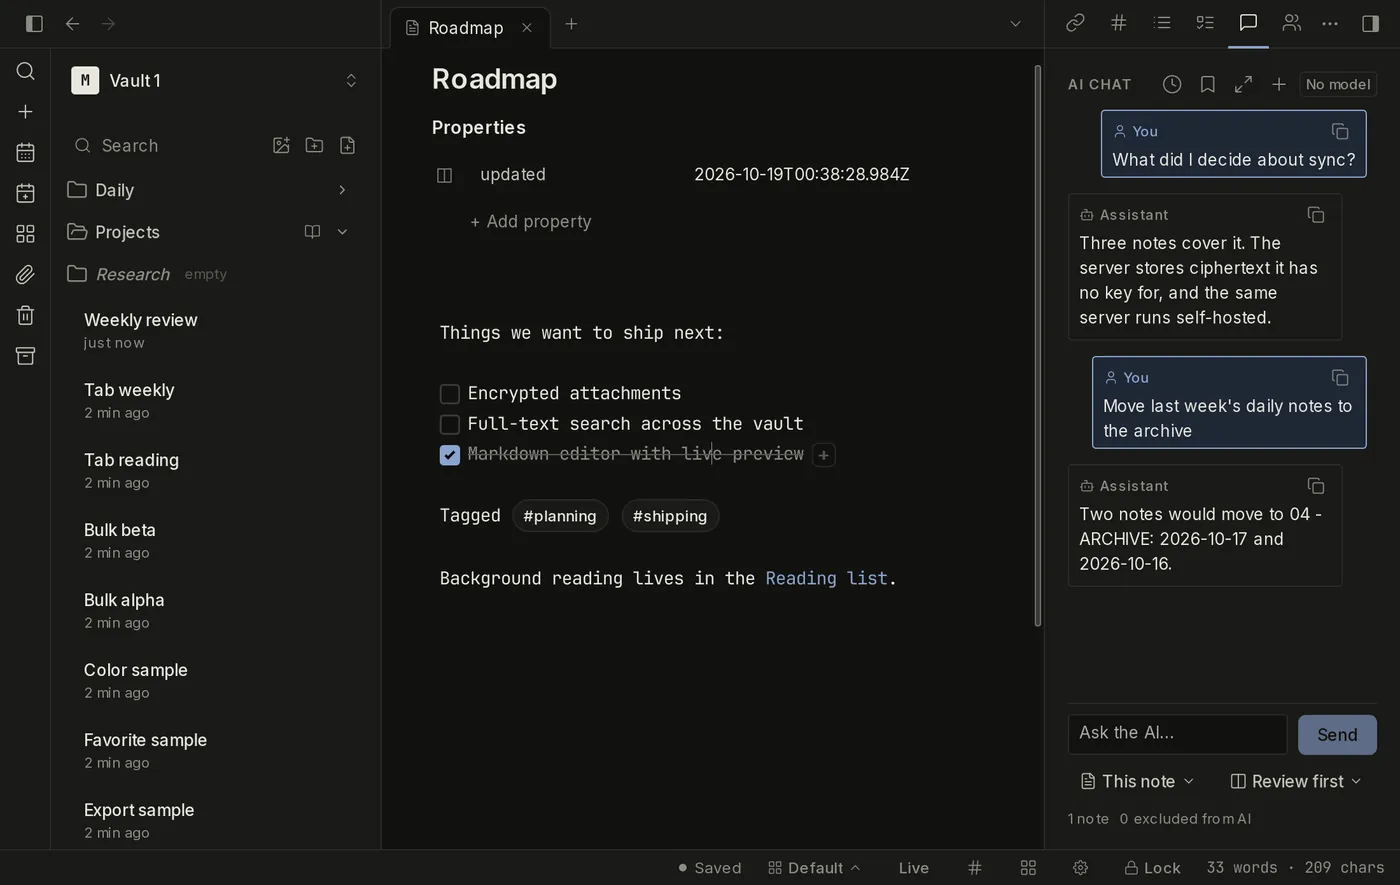 Roadmap
M Vault 1
Search
Daily
Projects
Research empty
Weekly review
just now
Tab weekly
2 min ago
Tab reading
2 min ago
Bulk beta
2 min ago
Bulk alpha
2 min ago
Color sample
2 min ago
Favorite sample
2 min ago
Export sample
2 min ago
Roadmap
Properties
updated 2026-10-19T00:38:28.984Z
+ Add property
Things we want to ship next:
Encrypted attachments
Full-text search across the vault
Markdown editor with live preview
Tagged #planning #shipping
Background reading lives in the Reading list.
AI CHAT No model
You
What did I decide about sync?
Assistant
Three notes cover it. The
server stores ciphertext it has
no key for, and the same
server runs self-hosted.
You
Move last week's daily notes to
the archive
Assistant
Two notes would move to 04 -
ARCHIVE: 2026-10-17 and
2026-10-16.
Ask the AI...
Send
This note Review first
1 note 0 excluded from AI
Saved Default Live # Lock 33 words · 209 chars